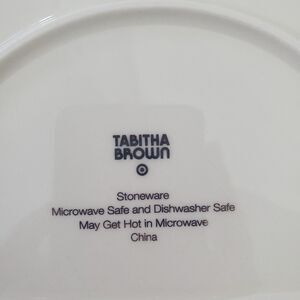 TABITHA
BROWN
Stoneware
Microwave Safe and Dishwasher Safe
May Get Hot in Microwave
China